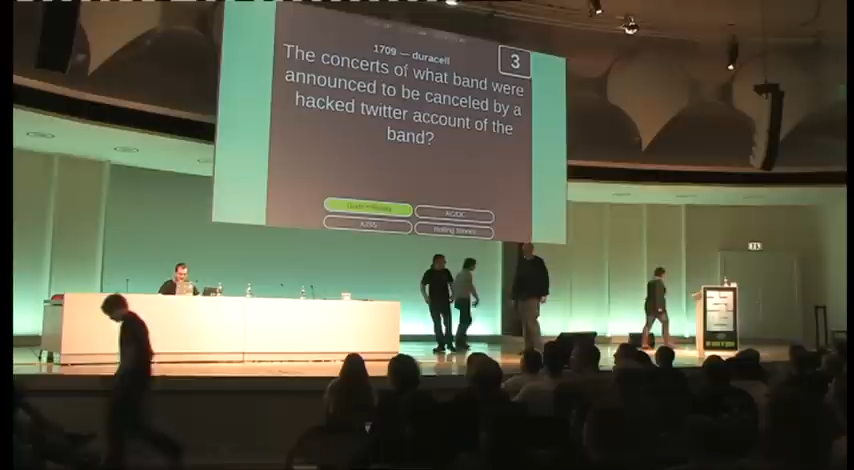 1709 — duracell
3
The concerts of what band were
announced to be canceled by a
hacked twitter account of the
band?
AC/DC
Rolling Stones